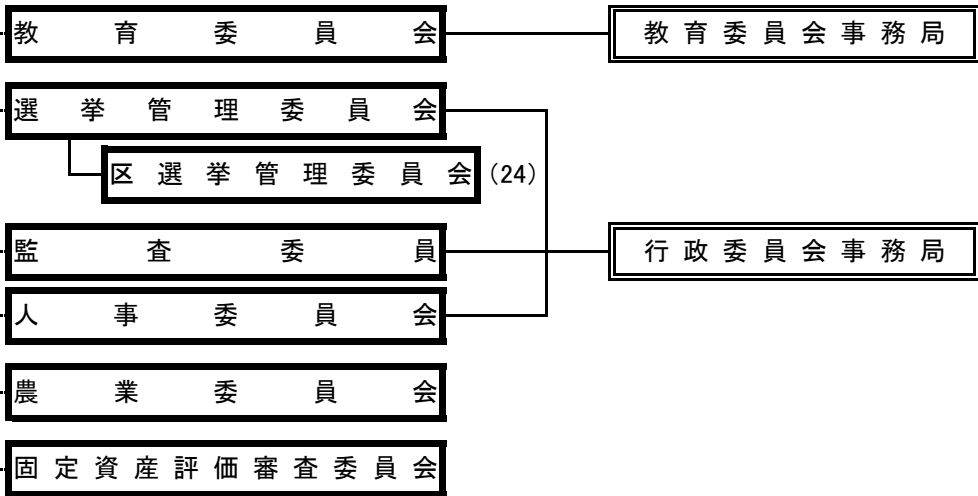 教育委員会
教育委員会事務局
選挙管理委員会
区選挙管理委員会(24)
監査委員
行政委員会事務局
人事委員会
農業委員会
固定資産評価審査委員会